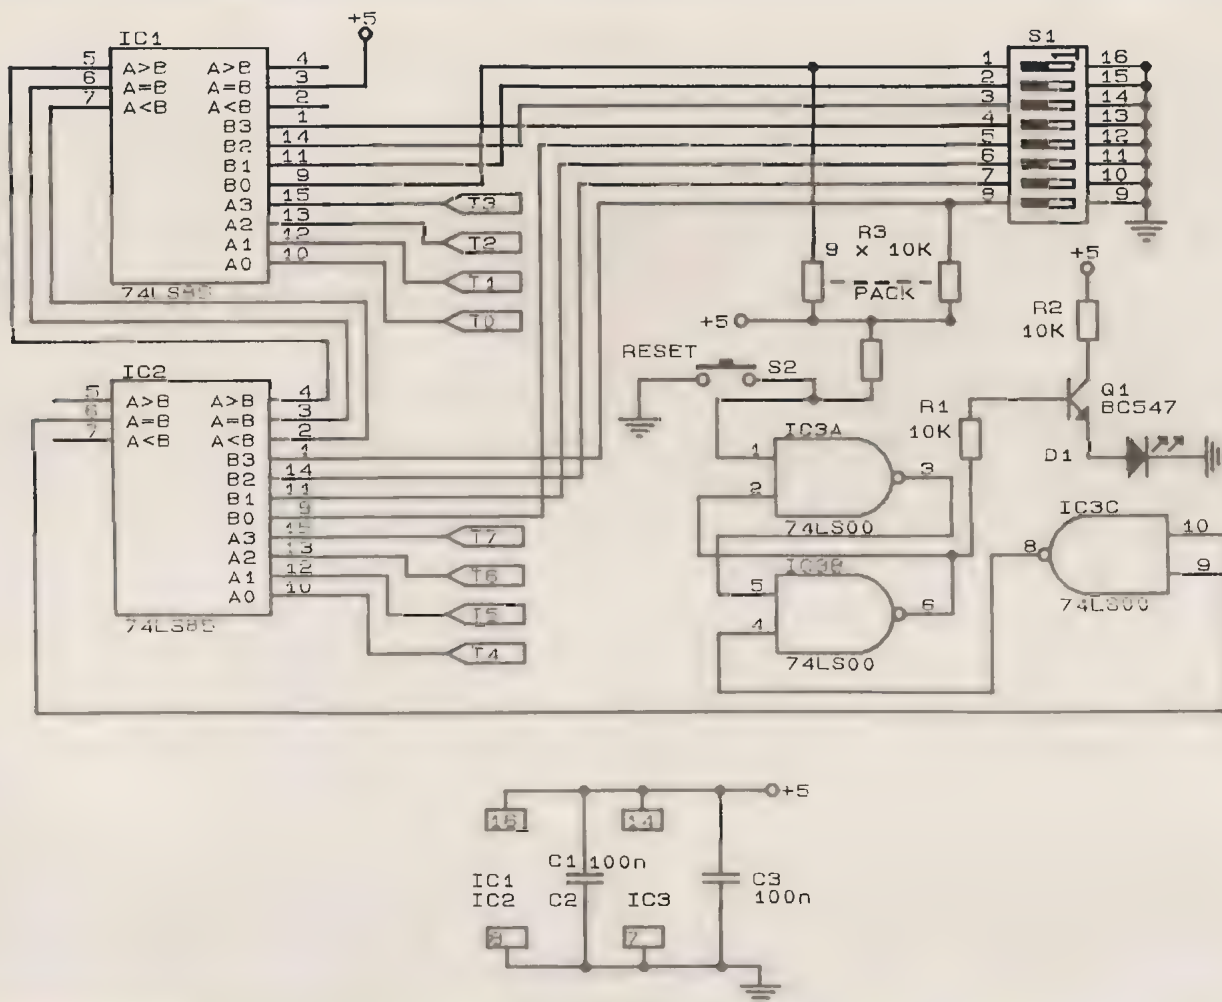 +5
IC1
5 A>B A>B 4
6 A=B A=B 3
7 A<B A<B 2
B3 1
B2 14
B1 11
B0 9
A3 15
A2 13
A1 12
A0 10
74LS85
T3
T2
T1
T0
S1
1 16
2 15
3 14
4 13
5 12
6 11
7 10
8 9
R3
9 x 10K
PACK
+5
+5
R2
10K
RESET
S2
Q1
BC547
R1
10K
D1
IC2
5 A>B A>B 4
6 A=B A=B 3
7 A<B A<B 2
B3 1
B2 14
B1 11
B0 9
A3 15
A2 13
A1 12
A0 10
74LS85
T7
T6
T5
T4
IC3A
1
2
3
74LS00
IC3B
5
4
6
74LS00
IC3C
8
10
9
74LS00
+5
16
14
C1 100n
C2
IC1
IC2
IC3
C3
100n
8
7